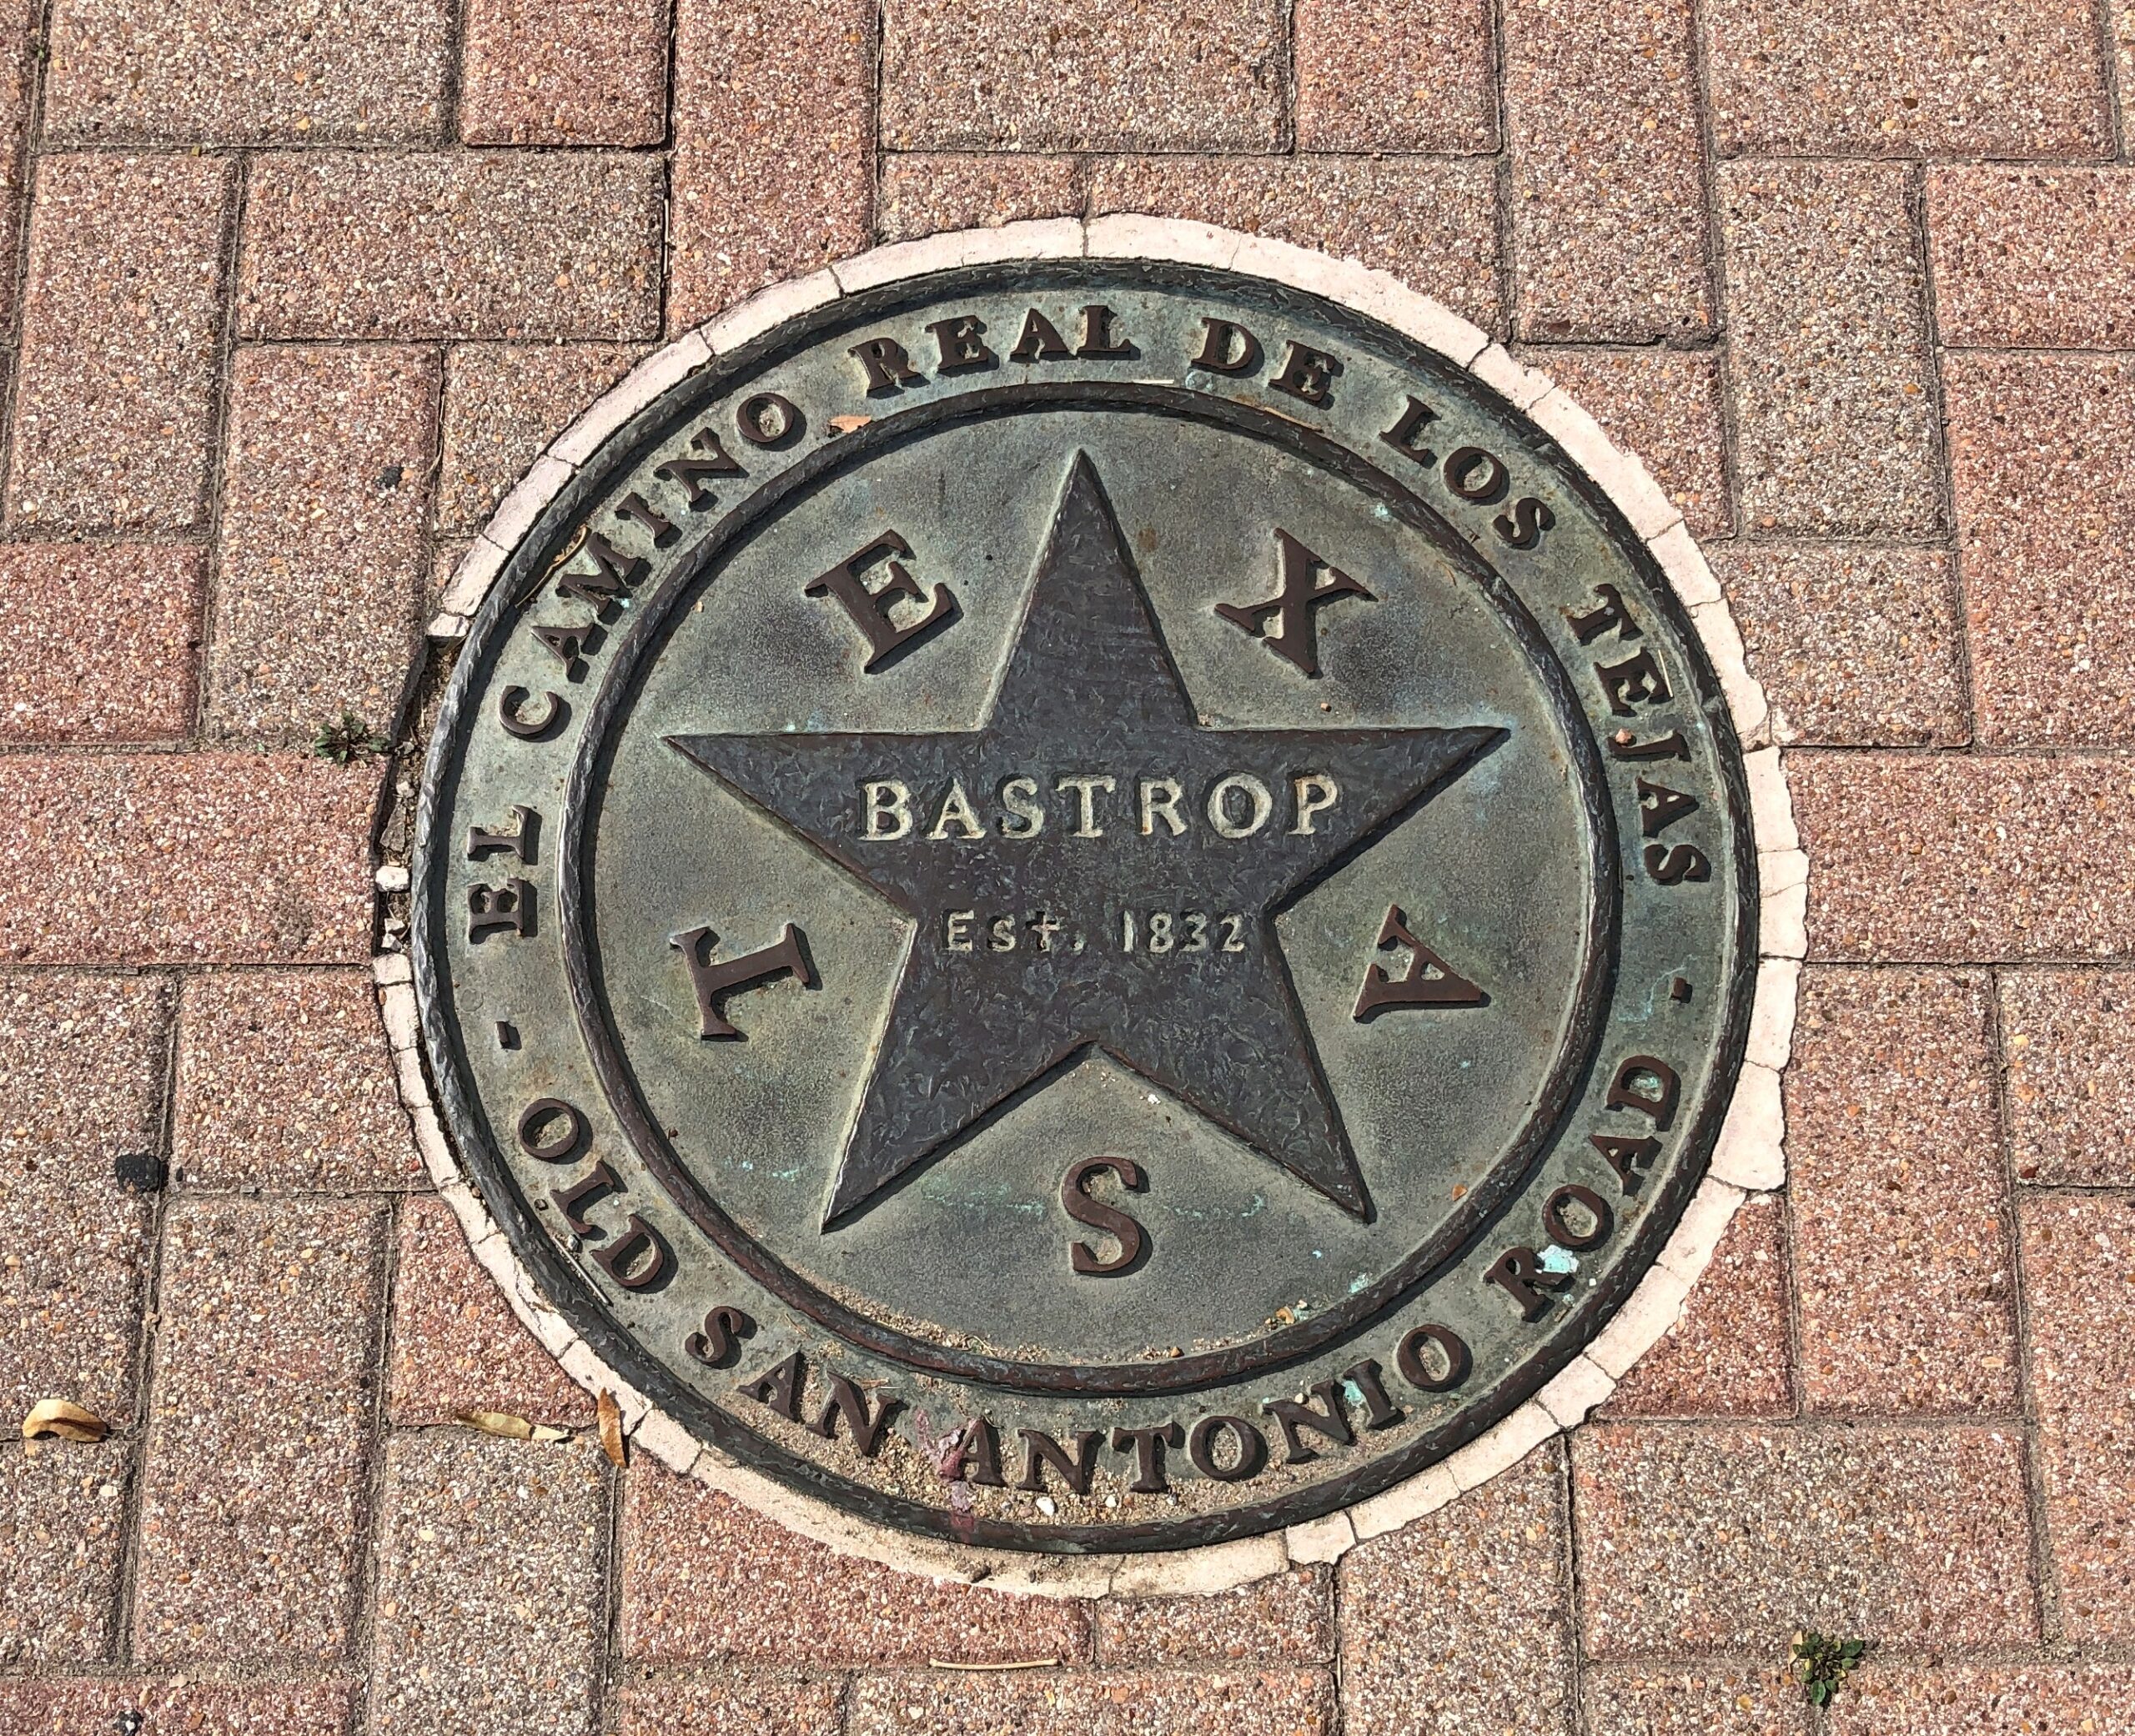 EL CAMINO REAL DE LOS TEJAS -
OLD SAN ANTONIO ROAD -
TEXAS
BASTROP
Est. 1832